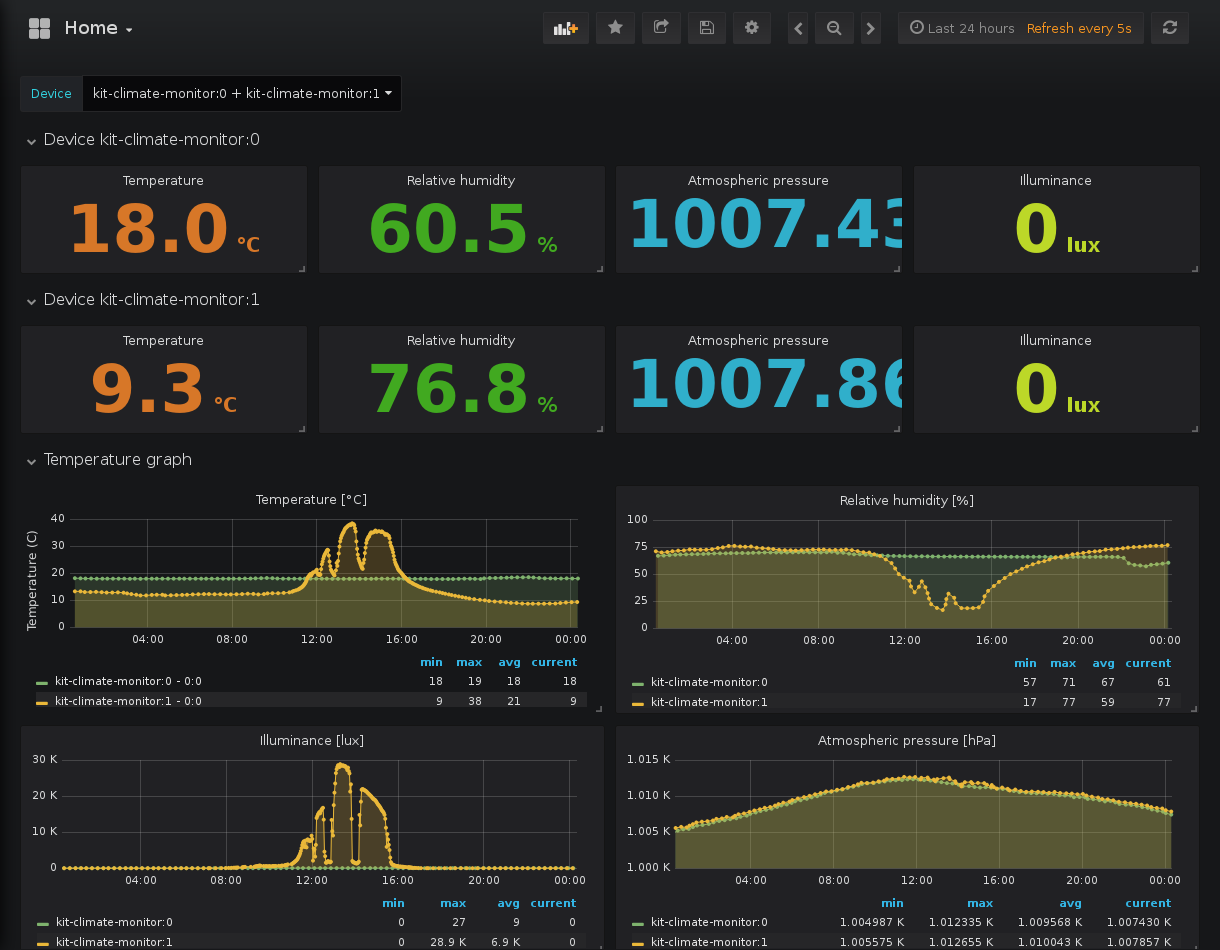 Home
Last 24 hours Refresh every 5s
Device kit-climate-monitor:0 + kit-climate-monitor:1
Device kit-climate-monitor:0
Temperature Relative humidity Atmospheric pressure Illuminance
18.0 °C 60.5 % 1007.43 0 lux
Device kit-climate-monitor:1
Temperature Relative humidity Atmospheric pressure Illuminance
9.3 °C 76.8 % 1007.86 0 lux
Temperature graph
Temperature [°C]
Temperature (C)
40
30
20
10
0
04:00 08:00 12:00 16:00 20:00 00:00
min max avg current
kit-climate-monitor:0 - 0:0 18 19 18 18
kit-climate-monitor:1 - 0:0 9 38 21 9
Relative humidity [%]
100
75
50
25
0
04:00 08:00 12:00 16:00 20:00 00:00
min max avg current
kit-climate-monitor:0 57 71 67 61
kit-climate-monitor:1 17 77 59 77
Illuminance [lux]
30 K
20 K
10 K
0
04:00 08:00 12:00 16:00 20:00 00:00
min max avg current
kit-climate-monitor:0 0 27 9 0
kit-climate-monitor:1 0 28.9 K 6.9 K 0
Atmospheric pressure [hPa]
1.015 K
1.010 K
1.005 K
1.000 K
04:00 08:00 12:00 16:00 20:00 00:00
min max avg current
kit-climate-monitor:0 1.004987 K 1.012335 K 1.009568 K 1.007430 K
kit-climate-monitor:1 1.005575 K 1.012655 K 1.010043 K 1.007857 K